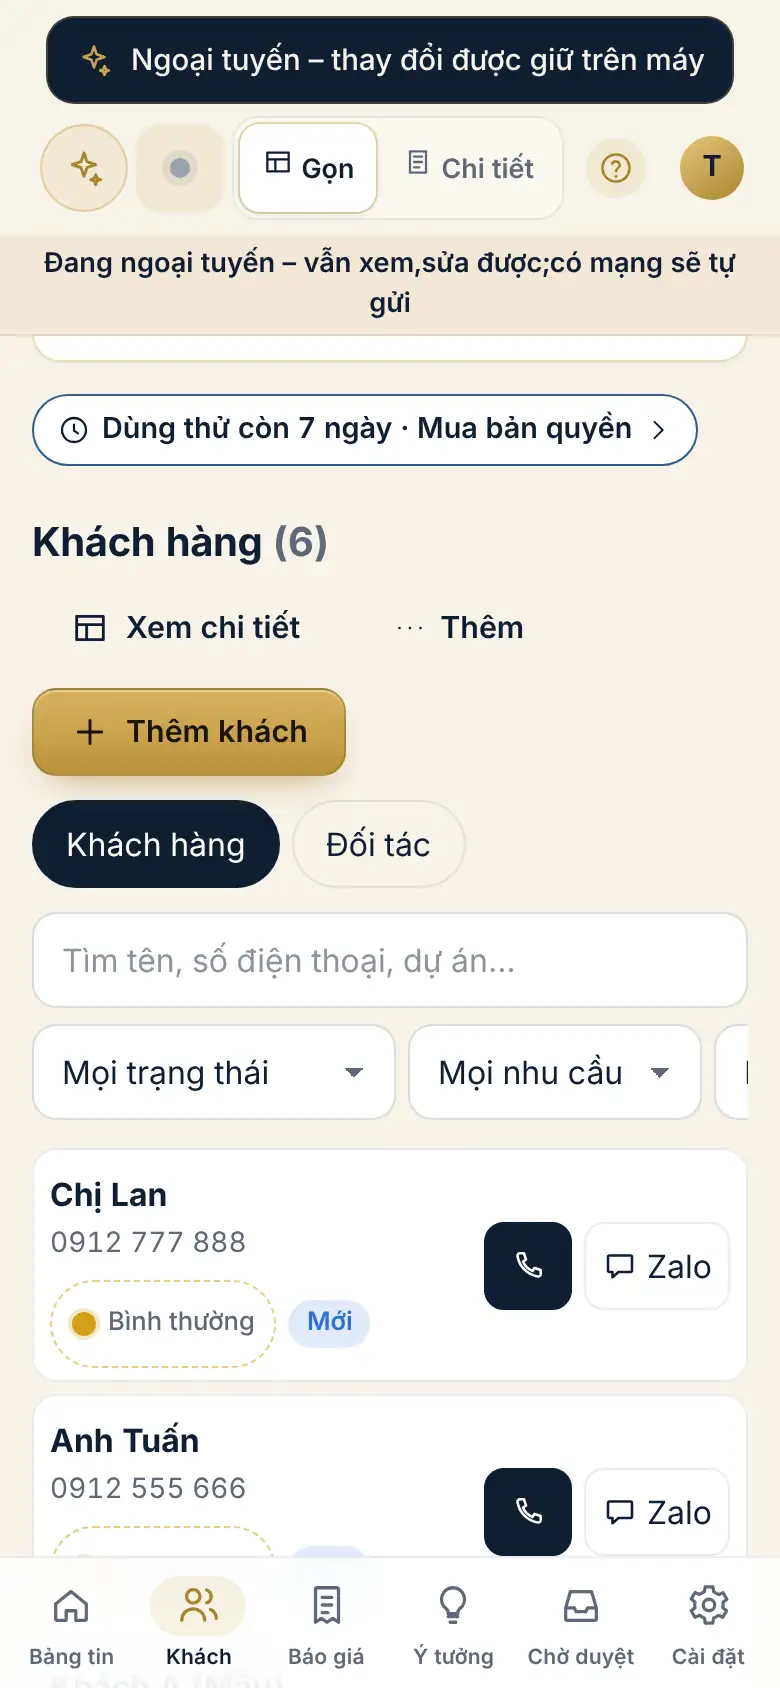 Ngoại tuyến – thay đổi được giữ trên máy
Gọn
Chi tiết
T
Đang ngoại tuyến – vẫn xem,sửa được;có mạng sẽ tự
gửi
Dùng thử còn 7 ngày · Mua bản quyền
Khách hàng (6)
Xem chi tiết
··· Thêm
+ Thêm khách
Khách hàng
Đối tác
Tìm tên, số điện thoại, dự án...
Mọi trạng thái
Mọi nhu cầu
Chị Lan
0912 777 888
Bình thường
Mới
Zalo
Anh Tuấn
0912 555 666
Zalo
Bảng tin
Khách
Báo giá
Ý tưởng
Chờ duyệt
Cài đặt